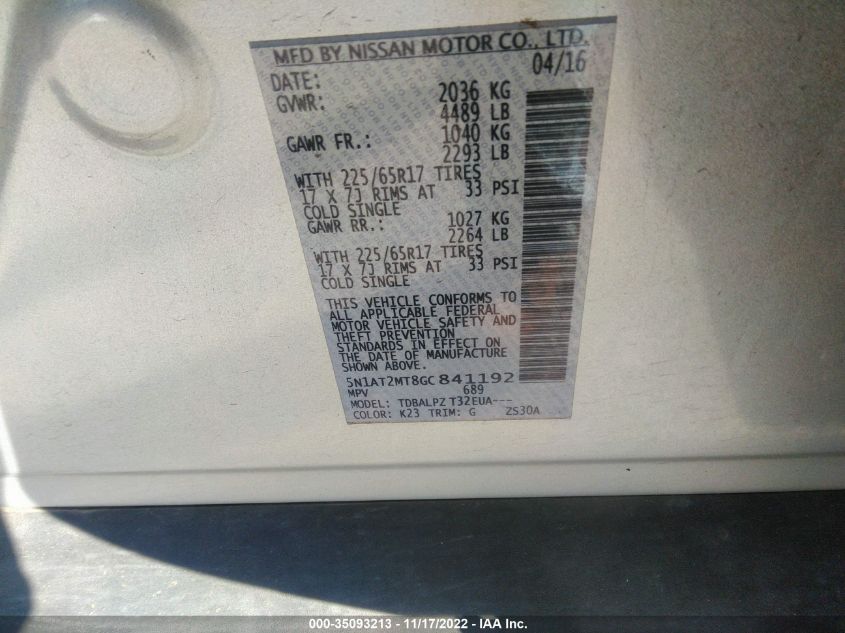 MFD BY NISSAN MOTOR CO., LTD.
DATE: 04/16
GVWR: 2036 KG
4489 LB
GAWR FR.: 1040 KG
2293 LB
WITH 225/65R17 TIRES
17 X 7J RIMS AT 33 PSI
COLD SINGLE
GAWR RR.: 1027 KG
2264 LB
WITH 225/65R17 TIRES
17 X 7J RIMS AT 33 PSI
COLD SINGLE
THIS VEHICLE CONFORMS TO
ALL APPLICABLE FEDERAL
MOTOR VEHICLE SAFETY AND
THEFT PREVENTION
STANDARDS IN EFFECT ON
THE DATE OF MANUFACTURE
SHOWN ABOVE.
5N1AT2MT8GC841192
MPV 689
MODEL: TDBALPZ T32EUA---
COLOR: K23 TRIM: G ZS30A
000-35093213 - 11/17/2022 - IAA Inc.